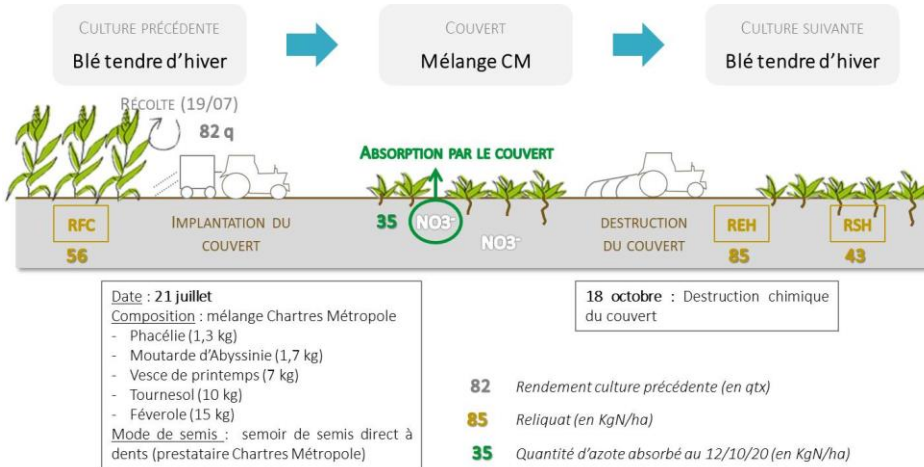 CULTURE PRÉCÉDENTE
Blé tendre d'hiver
COUVERT
Mélange CM
CULTURE SUIVANTE
Blé tendre d'hiver
RÉCOLTE (19/07)
82 q
ABSORPTION PAR LE COUVERT
RFC
56
IMPLANTATION DU
COUVERT
35
NO3-
NO3-
DESTRUCTION
DU COUVERT
REH
85
RSH
43
Date : 21 juillet
Composition : mélange Chartres Métropole
- Phacélie (1,3 kg)
- Moutarde d'Abyssinie (1,7 kg)
- Vesce de printemps (7 kg)
- Tournesol (10 kg)
- Féverole (15 kg)
Mode de semis : semoir de semis direct à
dents (prestataire Chartres Métropole)
18 octobre : Destruction chimique
du couvert
82 Rendement culture précédente (en qtx)
85 Reliquat (en KgN/ha)
35 Quantité d'azote absorbé au 12/10/20 (en KgN/ha)